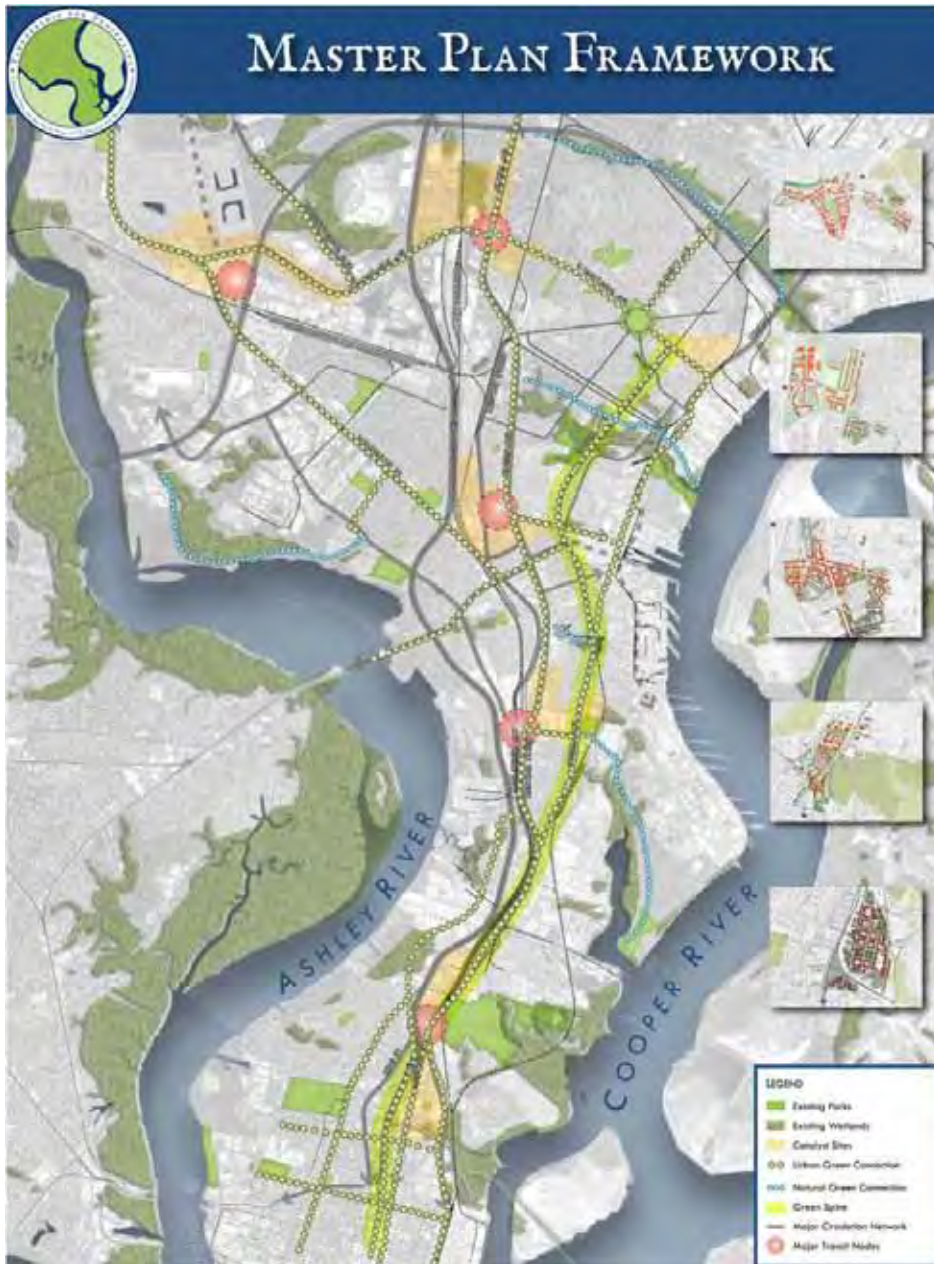 MASTER PLAN FRAMEWORK
ASHLEY RIVER
COOPER RIVER
LEGEND
Existing Parks
Existing Wetlands
Catalyst Sites
Urban Green Connection
Natural Green Connection
Green Spine
Major Circulation Network
Major Transit Nodes